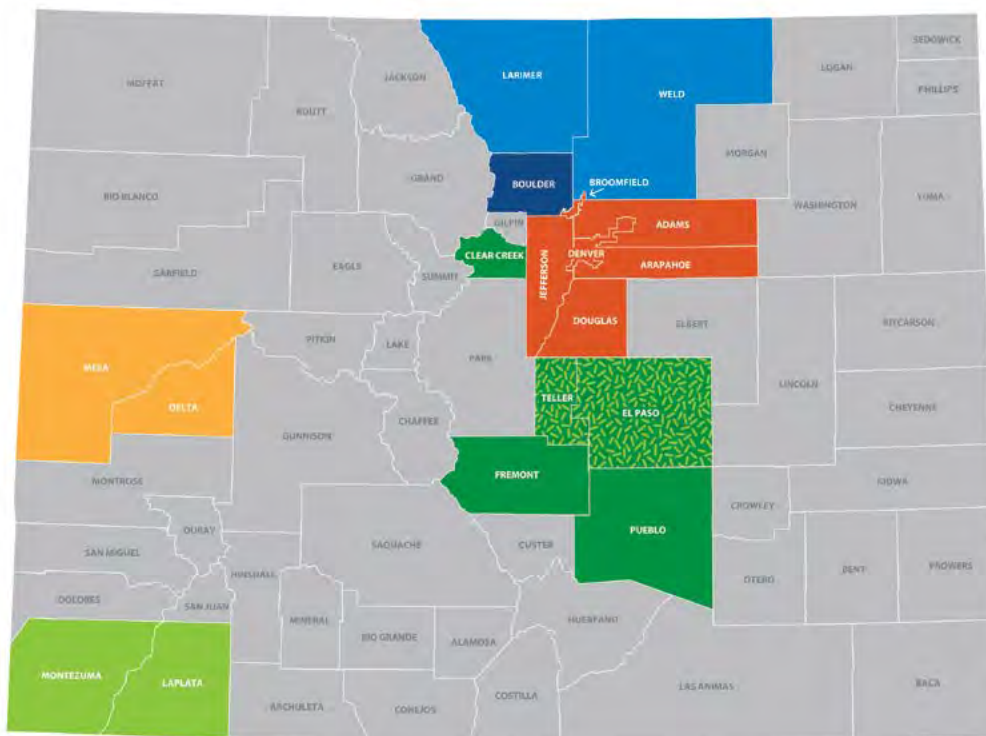 SEDGWICK
LARIMER
JACKSON
LOGAN
MOFFAT
PHILLIPS
WELD
ROUTT
MORGAN
GRAND
BOULDER
BROOMFIELD
RIO BLANCO
YUMA
WASHINGTON
GILPIN
ADAMS
CLEAR CREEK
DENVER
ARAPAHOE
EAGLE
JEFFERSON
GARFIELD
SUMMIT
DOUGLAS
ELBERT
KIT CARSON
PITKIN
LAKE
PARK
MESA
LINCOLN
TELLER
DELTA
EL PASO
CHEYENNE
CHAFFEE
GUNNISON
FREMONT
MONTROSE
KIOWA
CROWLEY
OURAY
PUEBLO
SAGUACHE
CUSTER
SAN MIGUEL
HINSDALE
OTERO
BENT
PROWERS
DOLORES
SAN JUAN
MINERAL
HUERFANO
RIO GRANDE
ALAMOSA
MONTEZUMA
LAPLATA
LAS ANIMAS
BACA
COSTILLA
ARCHULETA
CONEJOS